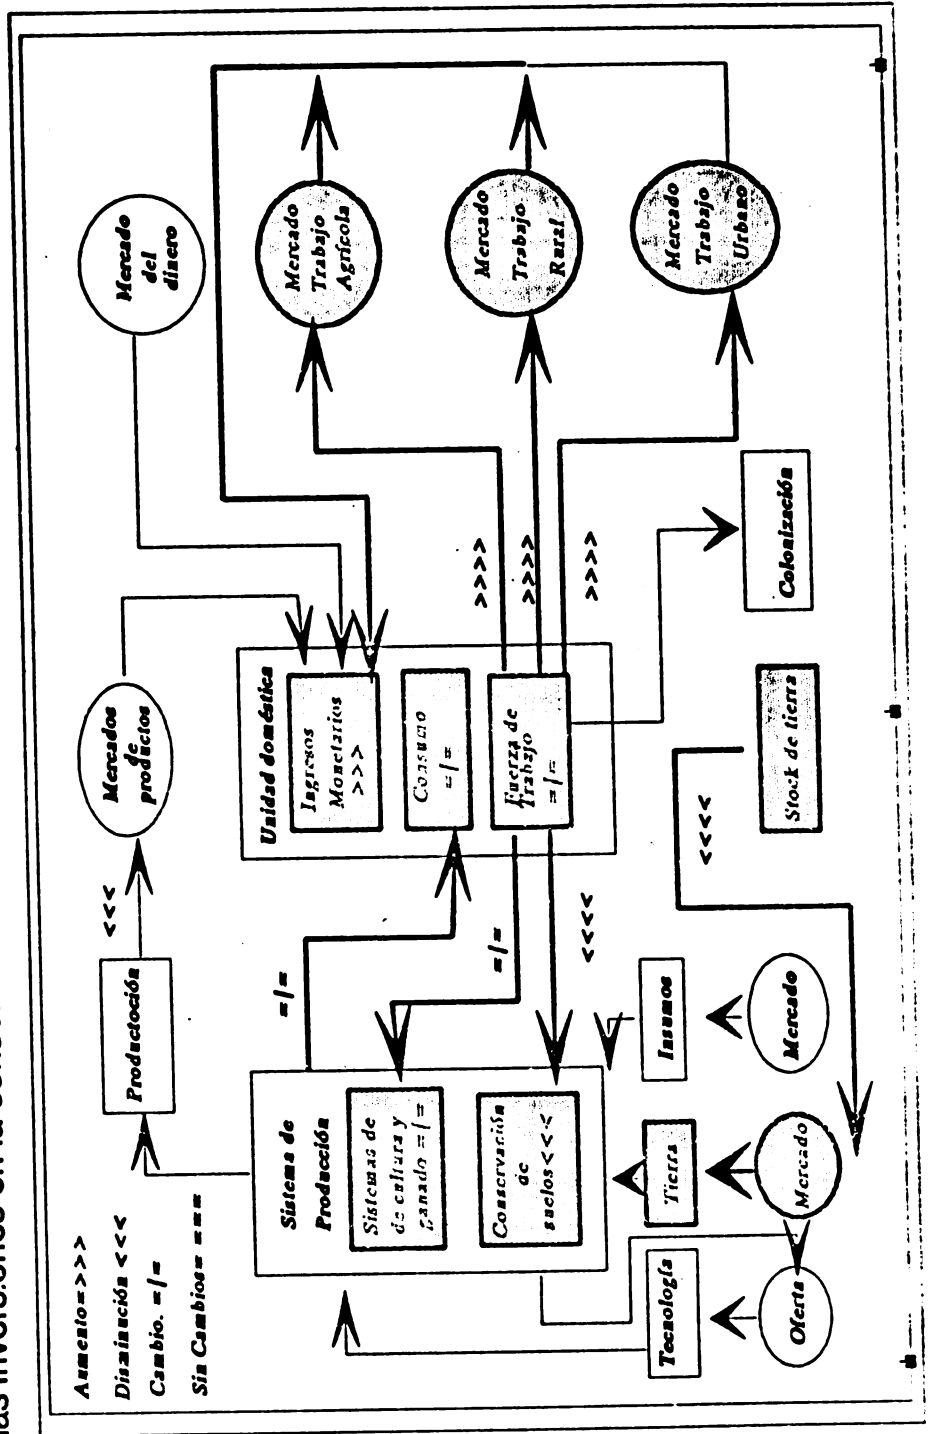 Aumento=>>>
Disminución <<<
Cambio. =/=
Sin Cambios= ===
Productoción
<<<
Mercados
de
productos
Mercado
del
dinero
Sistema de
Producción
Sistemas de
de cultura y
ganado =/=
Conservación
de
suelos<<<
=/=
=/=
<<<<
Unidad doméstica
Ingresos
Monetarios
>>>
Consumo
=/=
Fuerza de
Trabajo
=/=
>>>>
>>>>
>>>>
Mercado
Trabajo
Agrícola
Mercado
Trabajo
Rural
Mercado
Trabajo
Urbano
Tecnología
Tierra
Insumos
Oferta
Mercado
Mercado
<<<<
Stock de tierra
Colonización